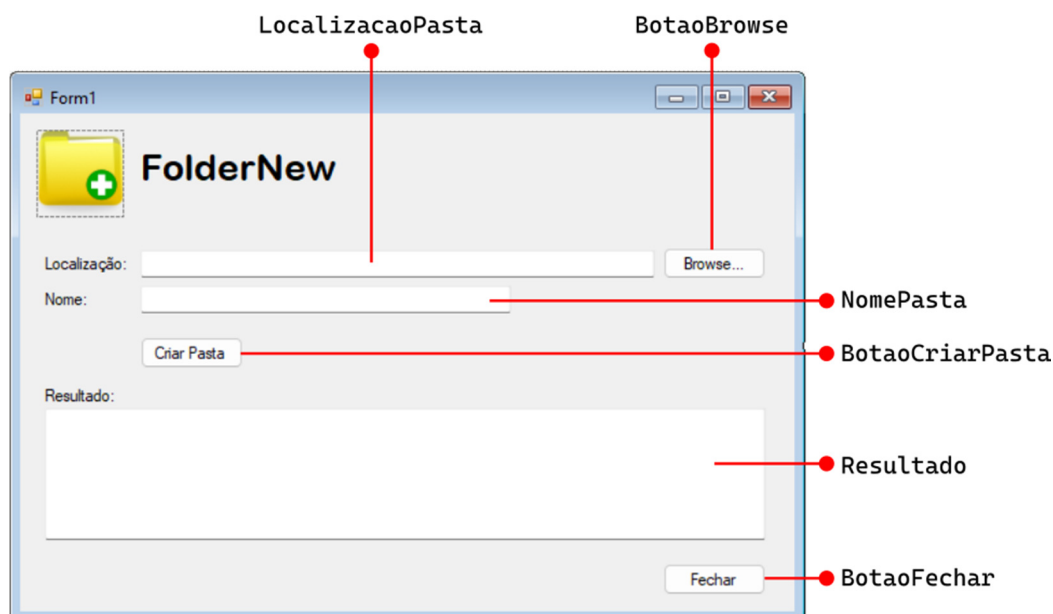 LocalizacaoPasta BotaoBrowse
Form1
FolderNew
Localização: Browse...
Nome: NomePasta
Criar Pasta BotaoCriarPasta
Resultado:
Resultado
Fechar BotaoFechar